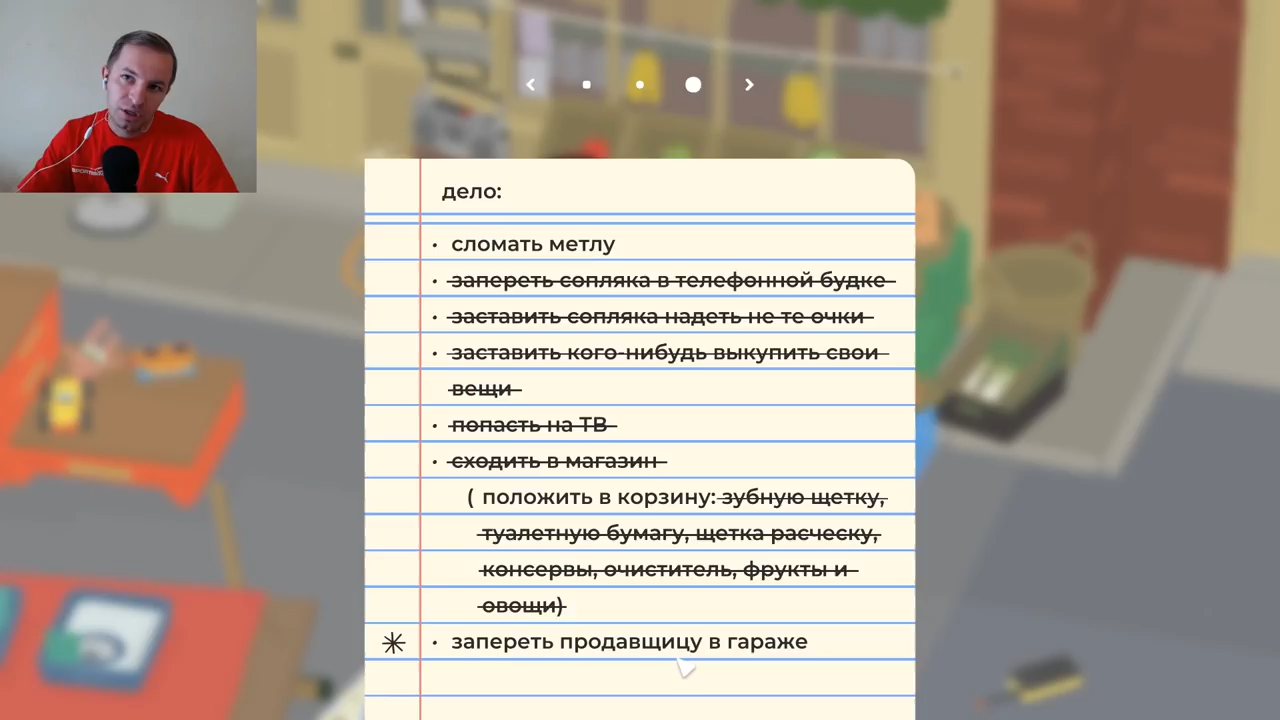 дело:
· сломать метлу
· запереть сопляка в телефонной будке
· заставить сопляка надеть не те очки
· заставить кого-нибудь выкупить свои
вещи
· попасть на ТВ
· сходить в магазин
( положить в корзину: зубную щетку,
туалетную бумагу, щетка расческу,
консервы, очиститель, фрукты и
овощи)
· запереть продавщицу в гараже